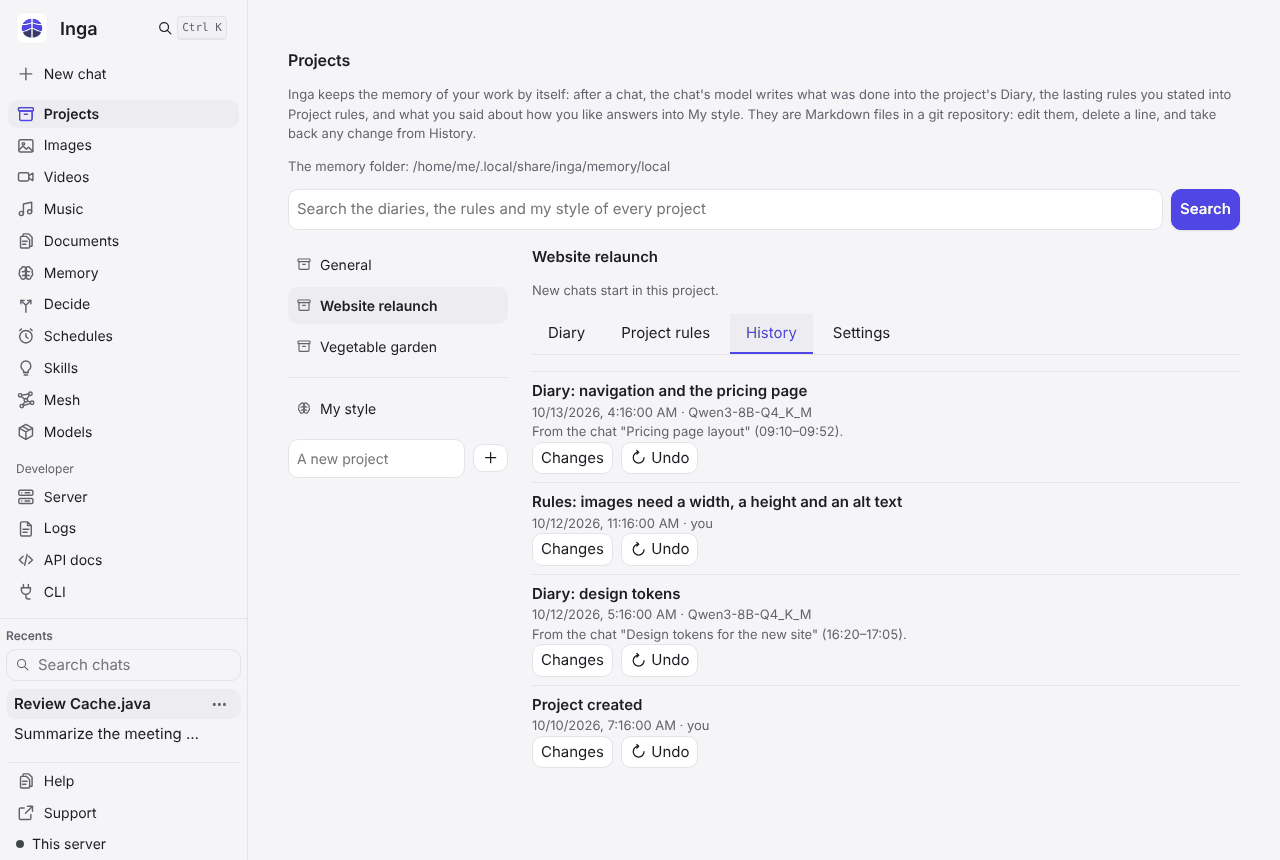 Inga
Ctrl K
New chat
Projects
Images
Videos
Music
Documents
Memory
Decide
Schedules
Skills
Mesh
Models
Developer
Server
Logs
API docs
CLI
Recents
Search chats
Review Cache.java
Summarize the meeting ...
Help
Support
This server
Projects
Inga keeps the memory of your work by itself: after a chat, the chat's model writes what was done into the project's Diary, the lasting rules you stated into
Project rules, and what you said about how you like answers into My style. They are Markdown files in a git repository: edit them, delete a line, and take
back any change from History.
The memory folder: /home/me/.local/share/inga/memory/local
Search the diaries, the rules and my style of every project
Search
General
Website relaunch
Vegetable garden
My style
A new project
Website relaunch
New chats start in this project.
Diary
Project rules
History
Settings
Diary: navigation and the pricing page
10/13/2026, 4:16:00 AM · Qwen3-8B-Q4_K_M
From the chat "Pricing page layout" (09:10–09:52).
Changes
Undo
Rules: images need a width, a height and an alt text
10/12/2026, 11:16:00 AM · you
Changes
Undo
Diary: design tokens
10/12/2026, 5:16:00 AM · Qwen3-8B-Q4_K_M
From the chat "Design tokens for the new site" (16:20–17:05).
Changes
Undo
Project created
10/10/2026, 7:16:00 AM · you
Changes
Undo